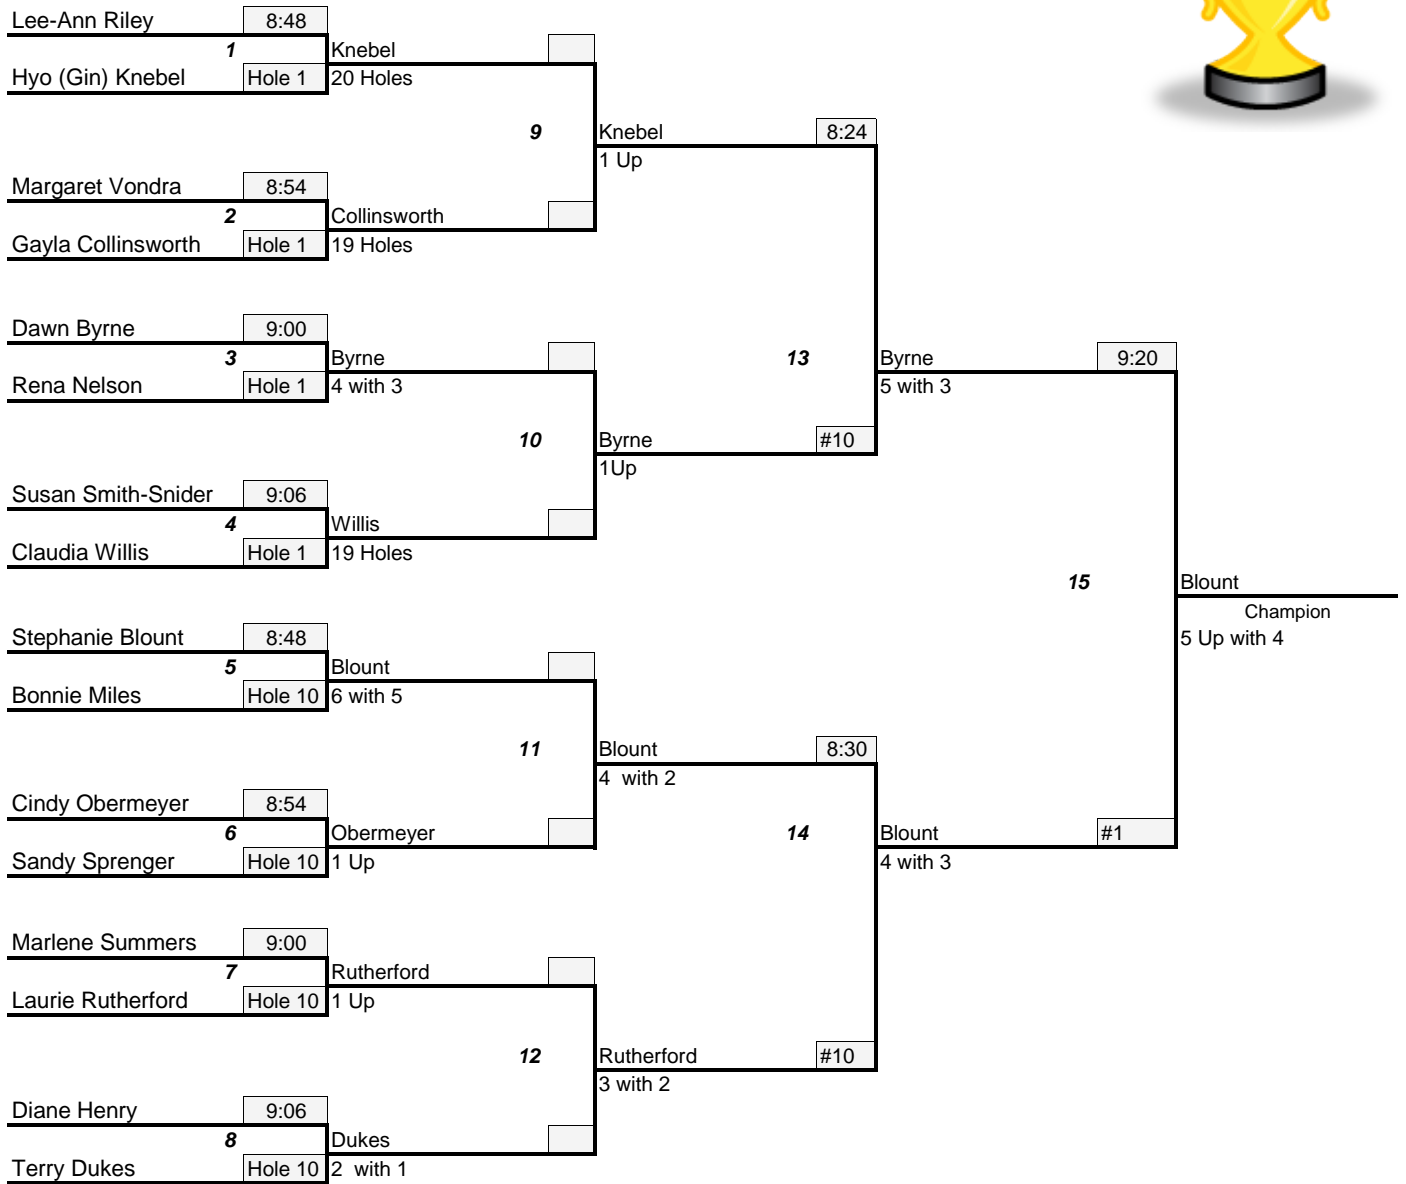 Lee-Ann Riley 8:48
1 Knebel
Hyo (Gin) Knebel Hole 1 20 Holes
9 Knebel 8:24
1 Up
Margaret Vondra 8:54
2 Collinsworth
Gayla Collinsworth Hole 1 19 Holes
Dawn Byrne 9:00
3 Byrne 13 Byrne 9:20
Rena Nelson Hole 1 4 with 3 5 with 3
10 Byrne #10
1Up
Susan Smith-Snider 9:06
4 Willis
Claudia Willis Hole 1 19 Holes
15 Blount
Champion
Stephanie Blount 8:48 5 Up with 4
5 Blount
Bonnie Miles Hole 10 6 with 5
11 Blount 8:30
4 with 2
Cindy Obermeyer 8:54
6 Obermeyer 14 Blount #1
Sandy Sprenger Hole 10 1 Up 4 with 3
Marlene Summers 9:00
7 Rutherford
Laurie Rutherford Hole 10 1 Up
12 Rutherford #10
3 with 2
Diane Henry 9:06
8 Dukes
Terry Dukes Hole 10 2 with 1